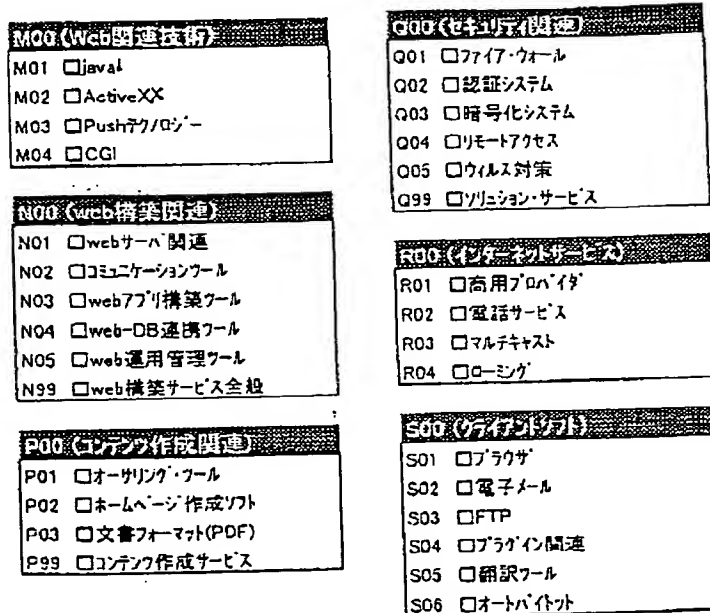 M00 (Web関連技術)
M01 □java
M02 □ActiveXX
M03 □Pushテクノロジー
M04 □CGI
N00 (web構築関連)
N01 □webサーバ関連
N02 □コミュニケーションツール
N03 □webアプリ構築ツール
N04 □web-DB連携ツール
N05 □web運用管理ツール
N99 □web構築サービス全般
P00 (コンテンツ作成関連)
P01 □オーサリング・ツール
P02 □ホームページ作成ソフト
P03 □文書フォーマット(PDF)
P99 □コンテンツ作成サービス
Q00 (セキュリティ関連)
Q01 □ファイア・ウォール
Q02 □認証システム
Q03 □暗号化システム
Q04 □リモートアクセス
Q05 □ウィルス対策
Q99 □ソリュション・サービス
R00 (インターネットサービス)
R01 □商用プロバイダ
R02 □電話サービス
R03 □マルチキャスト
R04 □ローミング
S00 (クライアントソフト)
S01 □ブラウザ
S02 □電子メール
S03 □FTP
S04 □プラグイン関連
S05 □翻訳ツール
S06 □オートパイトット